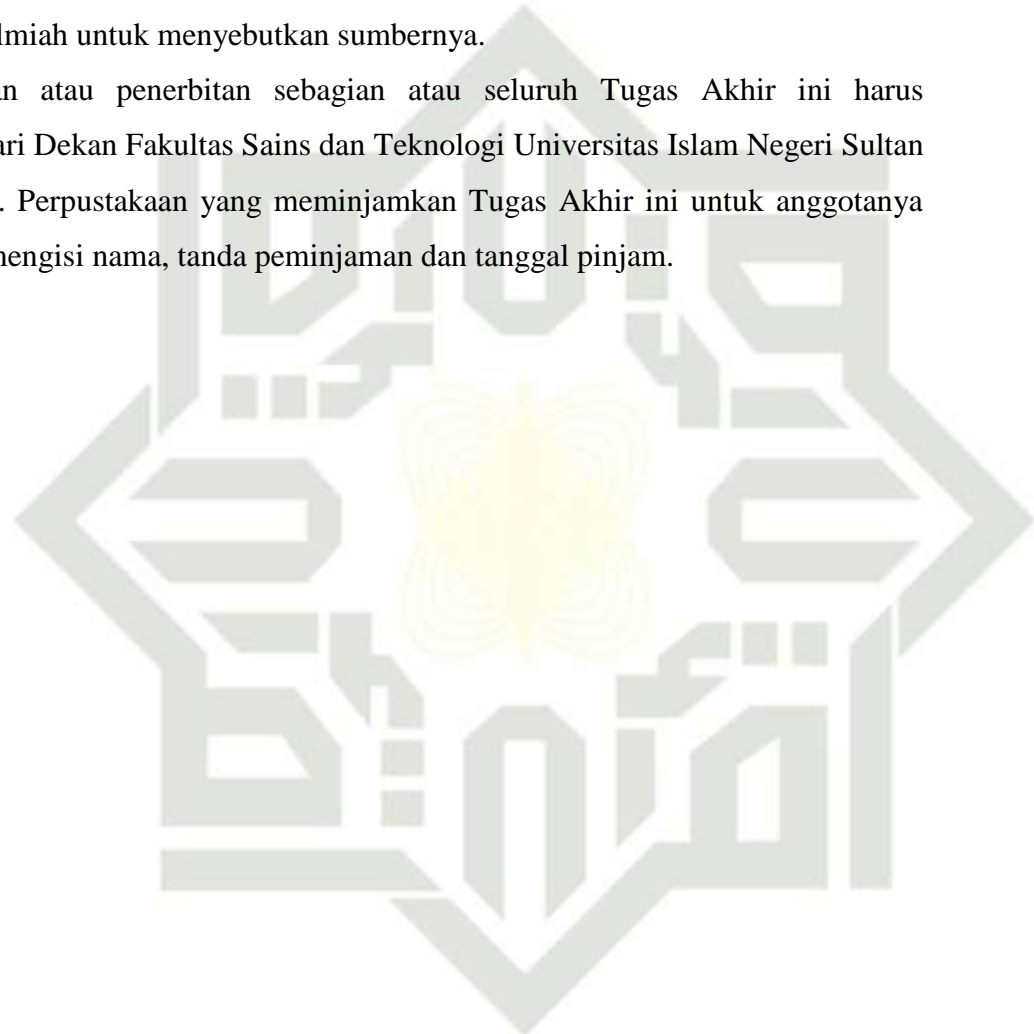 lmiah untuk menyebutkan sumbernya.
an atau penerbitan sebagian atau seluruh Tugas Akhir ini harus
ari Dekan Fakultas Sains dan Teknologi Universitas Islam Negeri Sultan
. Perpustakaan yang meminjamkan Tugas Akhir ini untuk anggotanya
mengisi nama, tanda peminjaman dan tanggal pinjam.